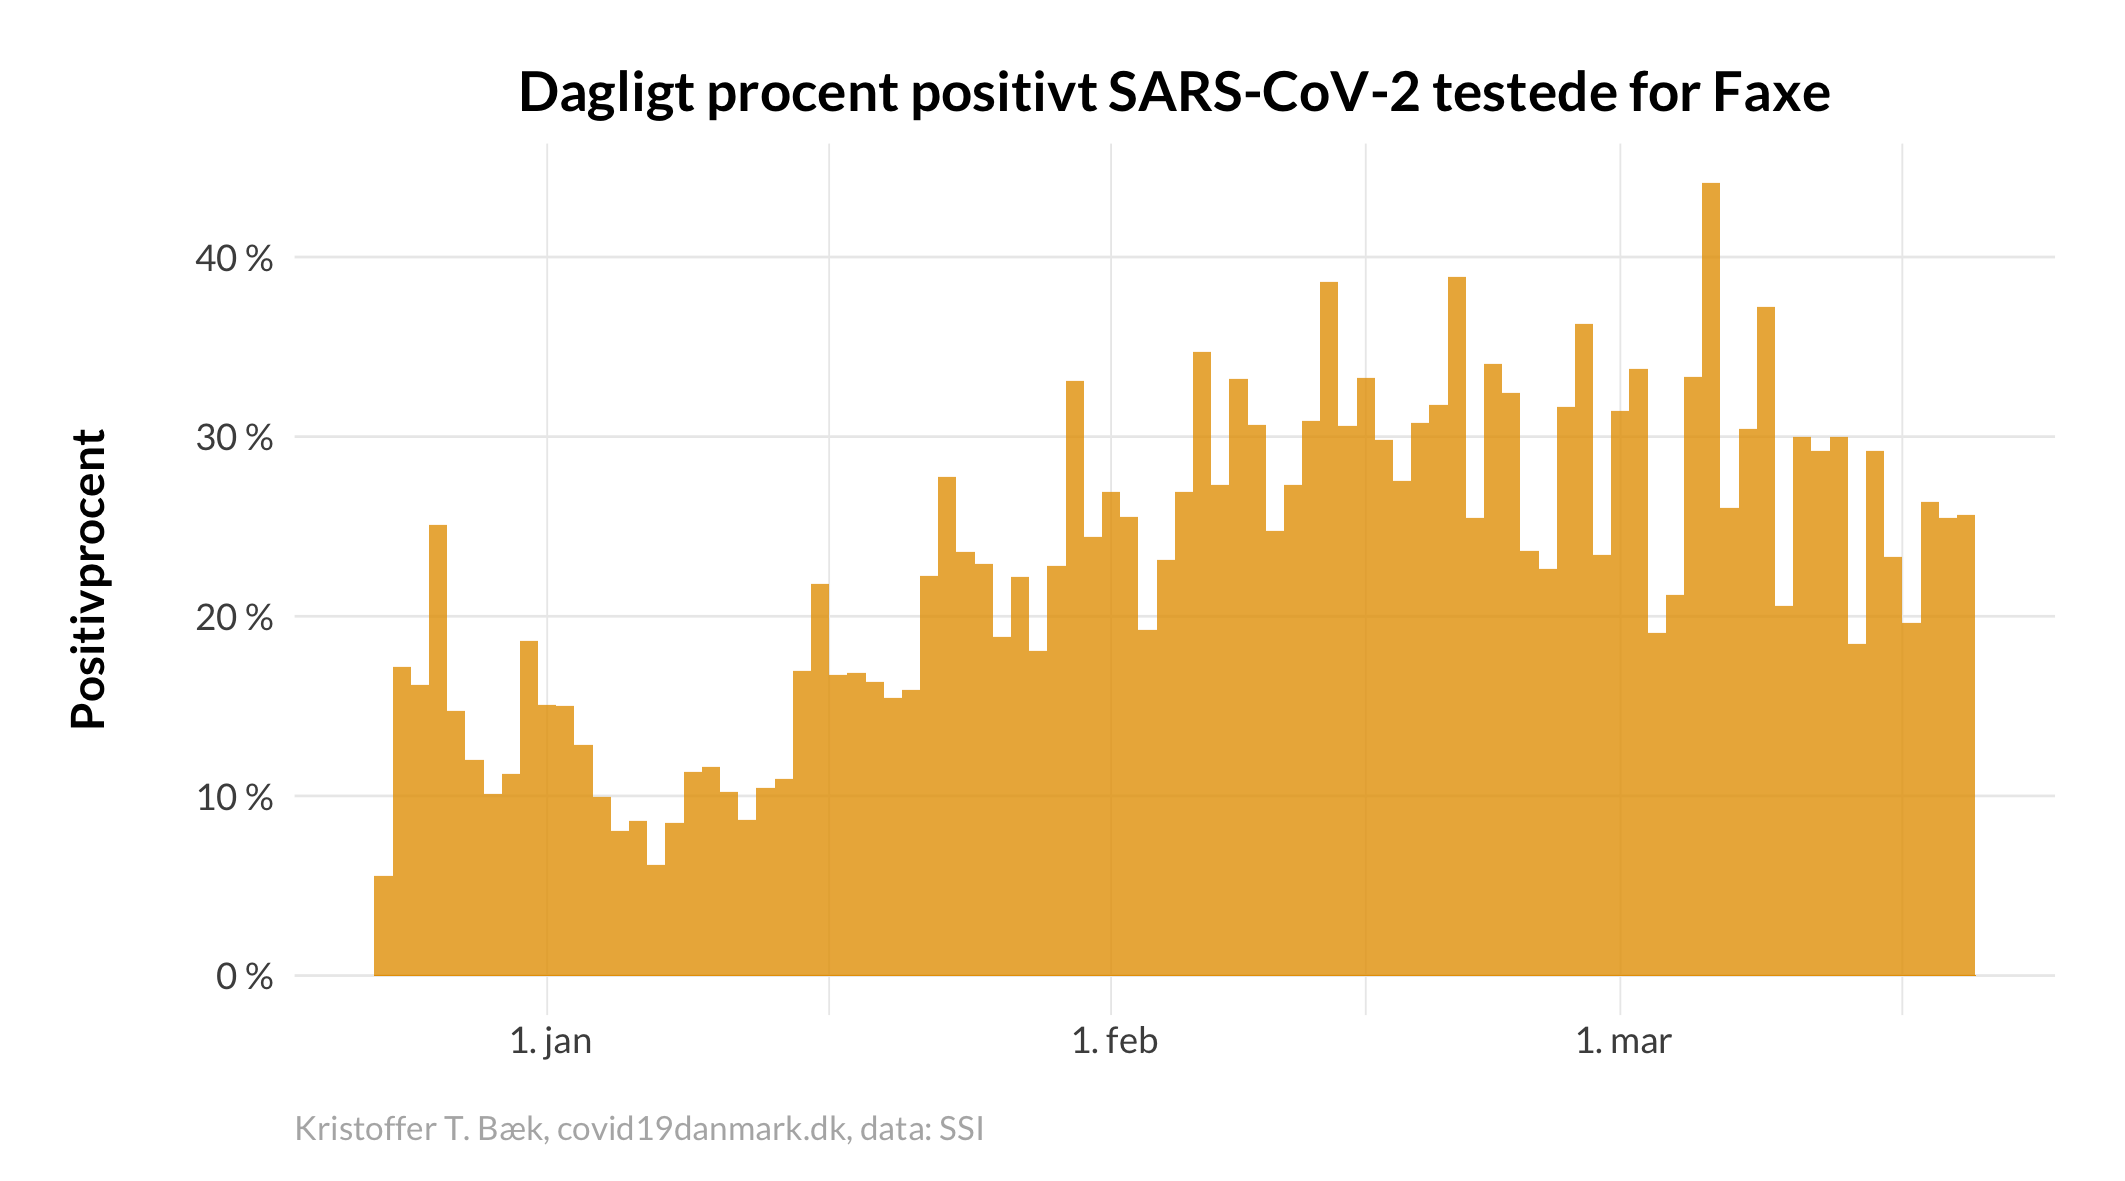 Dagligt procent positivt SARS-CoV-2 testede for Faxe
Positivprocent
40 %
30 %
20 %
10 %
0 %
1. jan
1. feb
1. mar
Kristoffer T. Bæk, covid19danmark.dk, data: SSI